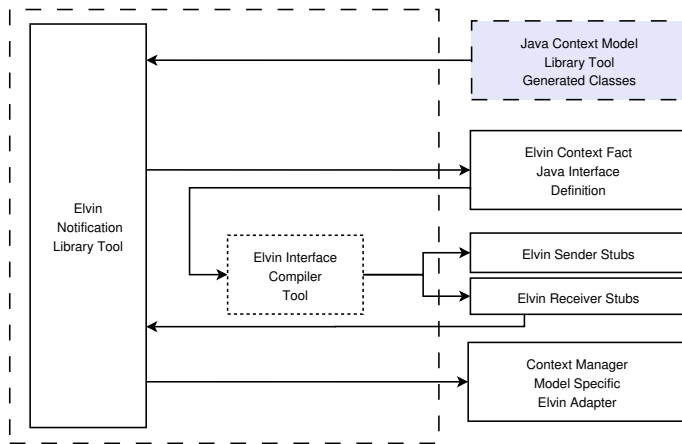 Java Context Model
Library Tool
Generated Classes
Elvin Context Fact
Java Interface
Definition
Elvin
Notification
Library Tool
Elvin Interface
Compiler
Tool
Elvin Sender Stubs
Elvin Receiver Stubs
Context Manager
Model Specific
Elvin Adapter